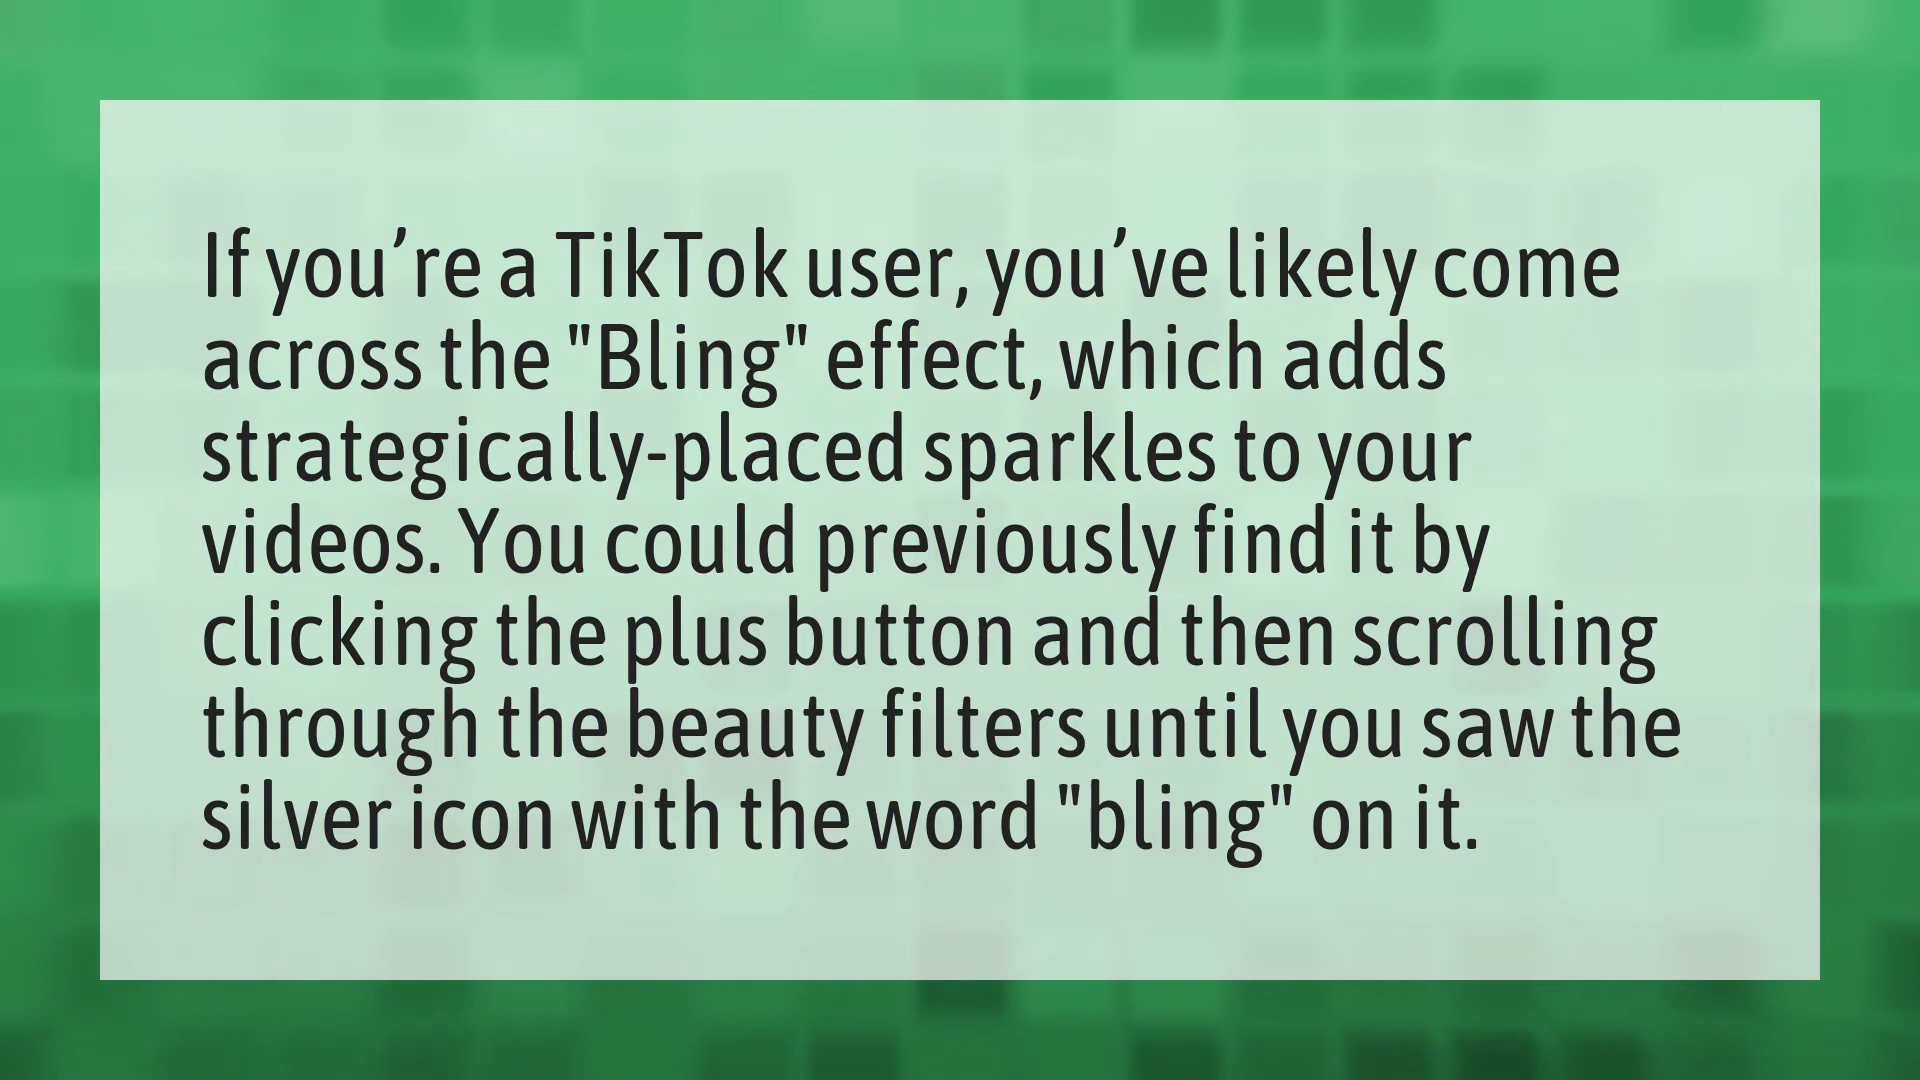 If you’re a TikTok user, you’ve likely come
across the "Bling" effect, which adds
strategically-placed sparkles to your
videos. You could previously find it by
clicking the plus button and then scrolling
through the beauty filters until you saw the
silver icon with the word "bling" on it.